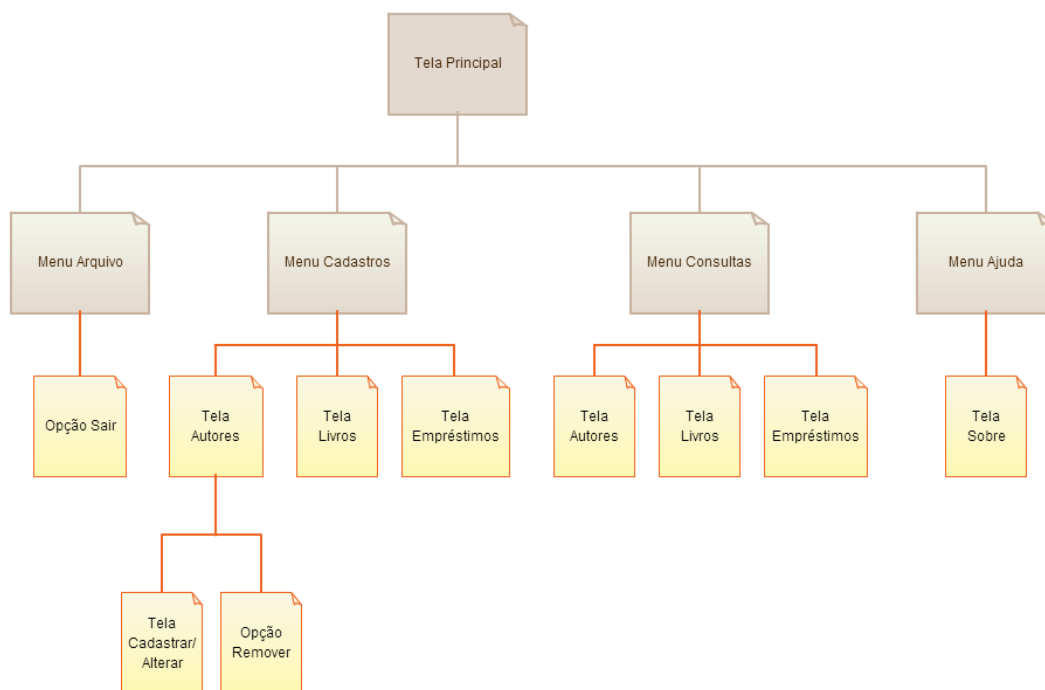 Tela Principal
Menu Arquivo
Menu Cadastros
Menu Consultas
Menu Ajuda
Opção Sair
Tela
Autores
Tela
Livros
Tela
Empréstimos
Tela
Autores
Tela
Livros
Tela
Empréstimos
Tela
Sobre
Tela
Cadastrar/
Alterar
Opção
Remover